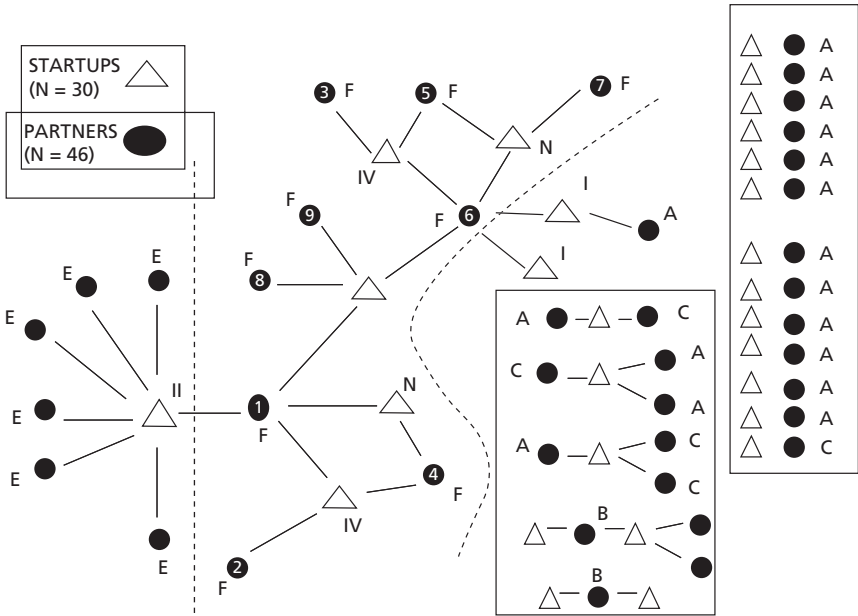 STARTUPS
(N = 30)
PARTNERS
(N = 46)
3 F
5 F
7 F
IV
N
F 9
F 6
I
A
F 8
I
E
E
E
E
II
1
F
N
E
E
4
F
IV
E
2
F
A C
C A
A
A C
C
B
B
A
A
A
A
A
A
A
A
A
A
A
A
C